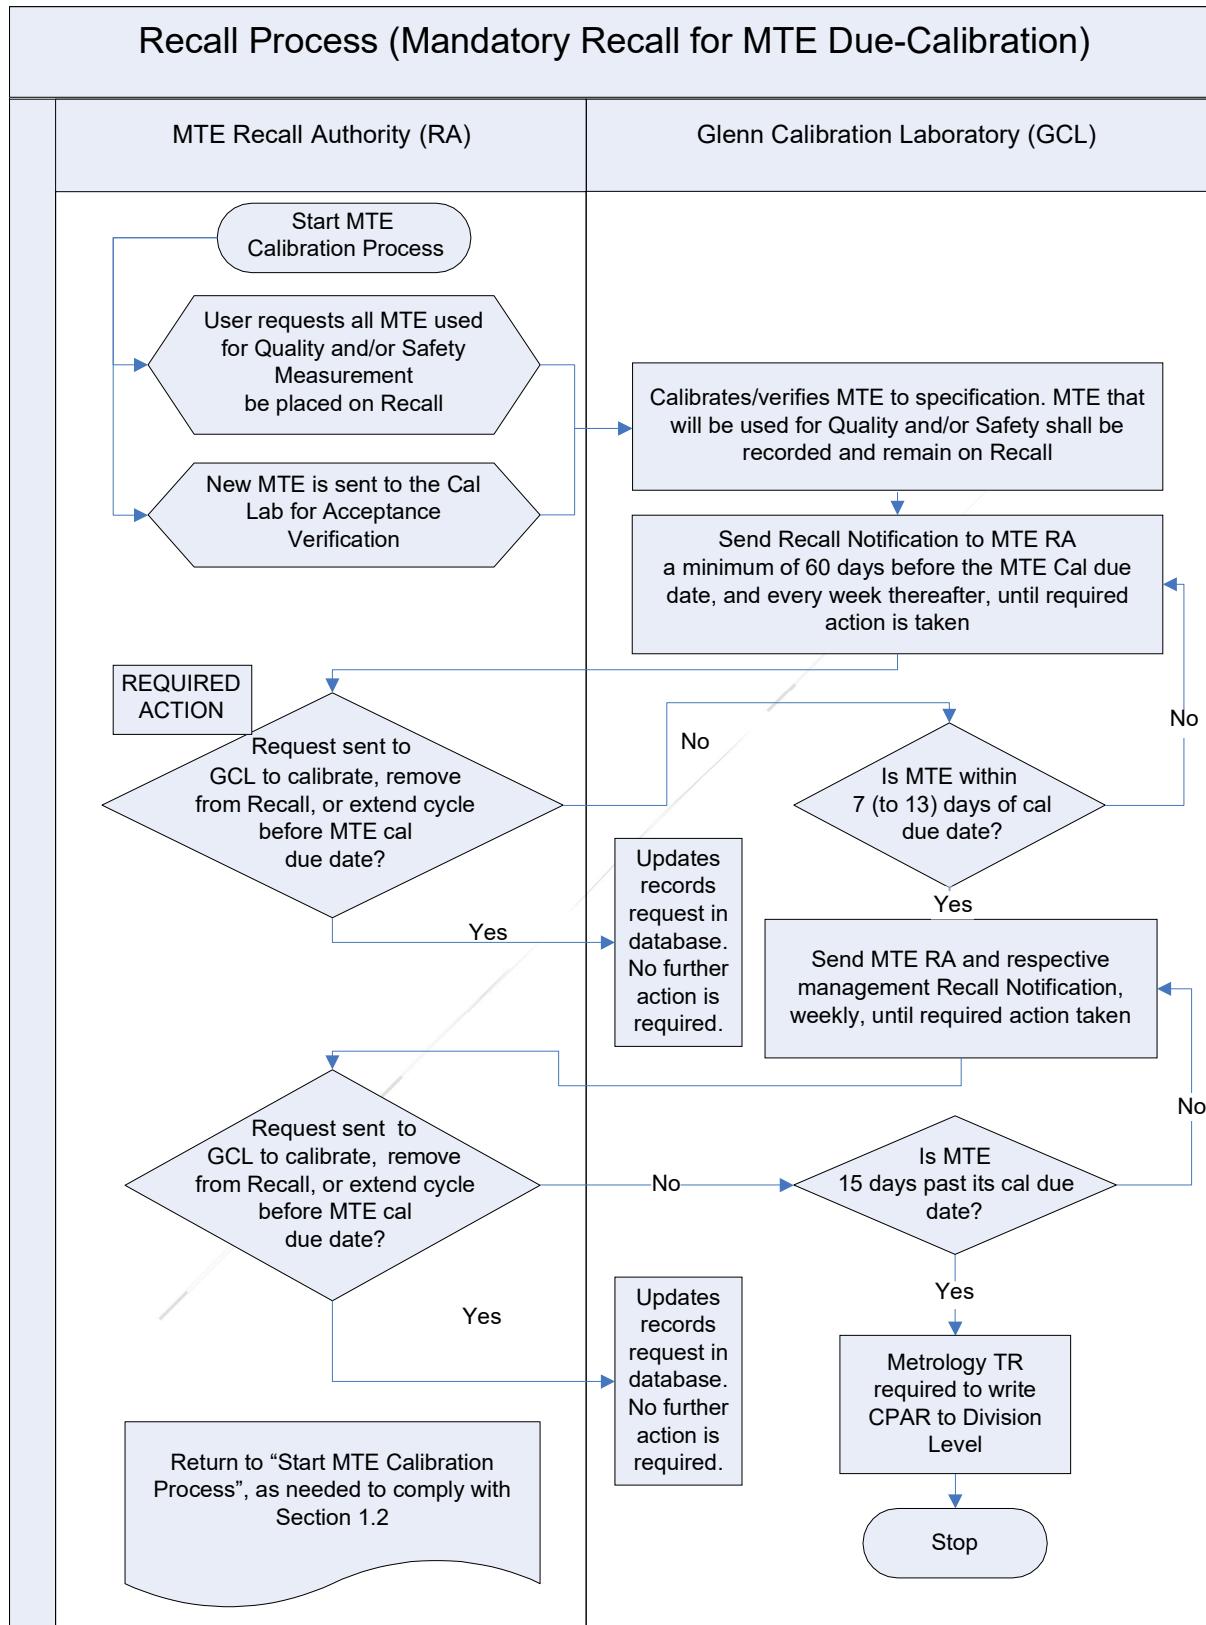 Recall Process (Mandatory Recall for MTE Due-Calibration)
MTE Recall Authority (RA)
Glenn Calibration Laboratory (GCL)
Start MTE
Calibration Process
User requests all MTE used
for Quality and/or Safety
Measurement
be placed on Recall
Calibrates/verifies MTE to specification. MTE that
will be used for Quality and/or Safety shall be
recorded and remain on Recall
New MTE is sent to the Cal
Lab for Acceptance
Verification
Send Recall Notification to MTE RA
a minimum of 60 days before the MTE Cal due
date, and every week thereafter, until required
action is taken
REQUIRED
ACTION
Request sent to
GCL to calibrate, remove
from Recall, or extend cycle
before MTE cal
due date?
No
Is MTE within
7 (to 13) days of cal
due date?
No
Yes
Updates
records
request in
database.
No further
action is
required.
Yes
Send MTE RA and respective
management Recall Notification,
weekly, until required action taken
Request sent to
GCL to calibrate, remove
from Recall, or extend cycle
before MTE cal
due date?
No
Is MTE
15 days past its cal due
date?
No
Yes
Updates
records
request in
database.
No further
action is
required.
Yes
Metrology TR
required to write
CPAR to Division
Level
Return to “Start MTE Calibration
Process”, as needed to comply with
Section 1.2
Stop